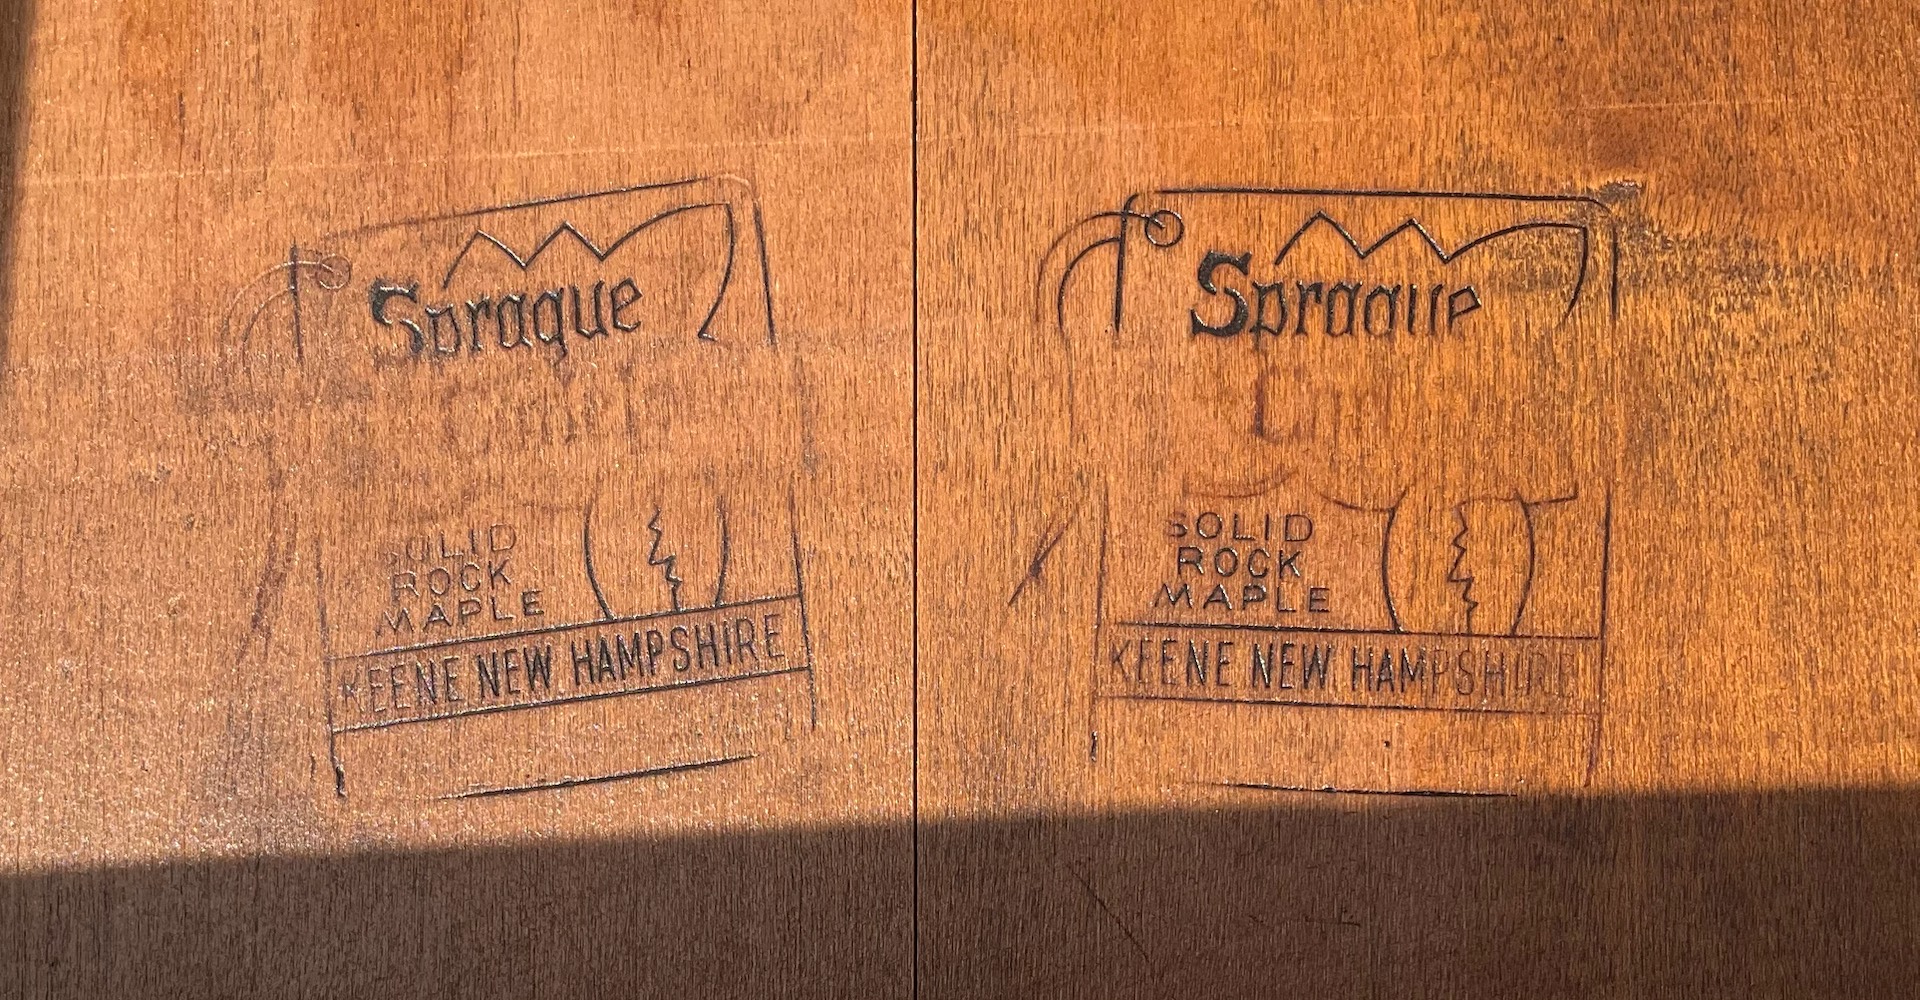 Sprague
SOLID
ROCK
MAPLE
KEENE NEW HAMPSHIRE
Sprague
SOLID
ROCK
MAPLE
KEENE NEW HAMPSHIRE